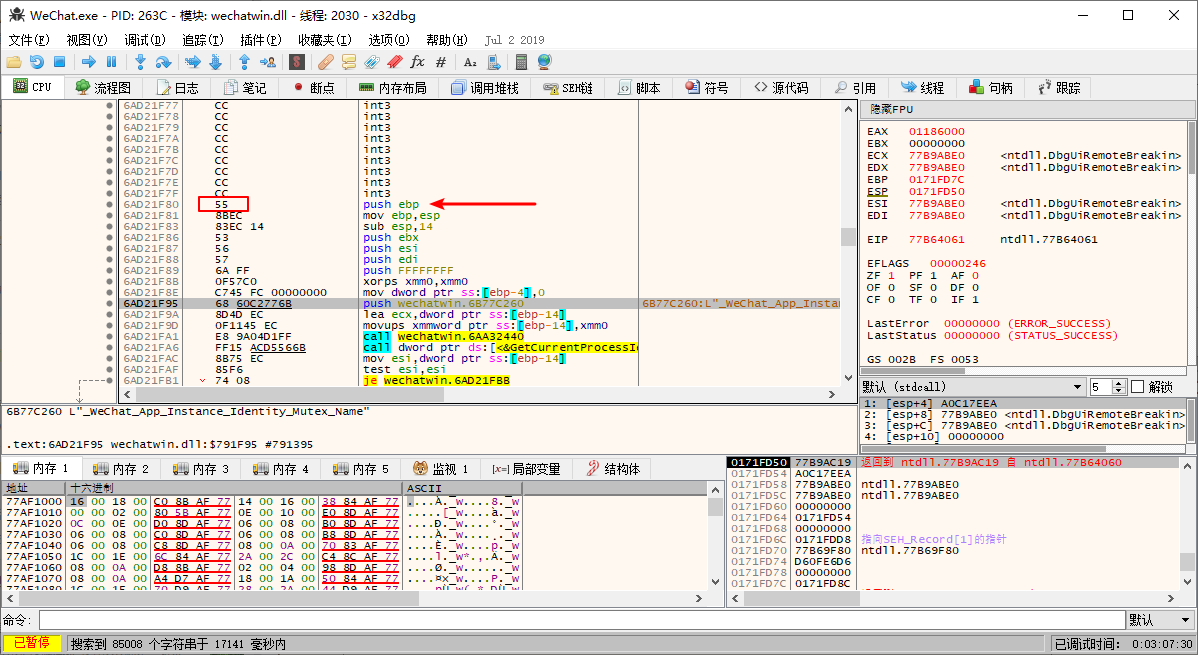 WeChat.exe - PID: 263C - 模块: wechatwin.dll - 线程: 2030 - x32dbg
文件(F) 视图(V) 调试(D) 追踪(T) 插件(P) 收藏夹(I) 选项(O) 帮助(H) Jul 2 2019
CPU 流程图 日志 笔记 断点 内存布局 调用堆栈 SEH链 脚本 符号 源代码 引用 线程 句柄 跟踪
6AD21F77 CC int3
6AD21F78 CC int3
6AD21F79 CC int3
6AD21F7A CC int3
6AD21F7B CC int3
6AD21F7C CC int3
6AD21F7D CC int3
6AD21F7E CC int3
6AD21F7F CC int3
6AD21F80 55 push ebp
6AD21F81 8BEC mov ebp,esp
6AD21F83 83EC 14 sub esp,14
6AD21F86 53 push ebx
6AD21F87 56 push esi
6AD21F88 57 push edi
6AD21F89 6A FF push FFFFFFFF
6AD21F8B 0F57C0 xorps xmm0,xmm0
6AD21F8E C745 FC 00000000 mov dword ptr ss:[ebp-4],0
6AD21F95 68 60C2776B push wechatwin.6B77C260 6B77C260:L"_WeChat_App_Instan
6AD21F9A 8D4D EC lea ecx,dword ptr ss:[ebp-14]
6AD21F9D 0F1145 EC movups xmmword ptr ss:[ebp-14],xmm0
6AD21FA1 E8 9A04D1FF call wechatwin.6AA32440
6AD21FA6 FF15 ACD5566B call dword ptr ds:[<&GetCurrentProcessI
6AD21FAC 8B75 EC mov esi,dword ptr ss:[ebp-14]
6AD21FAF 85F6 test esi,esi
6AD21FB1 74 08 je wechatwin.6AD21FBB
6B77C260 L"_WeChat_App_Instance_Identity_Mutex_Name"
.text:6AD21F95 wechatwin.dll:$791F95 #791395
隐藏FPU
EAX 01186000
EBX 00000000
ECX 77B9ABE0 <ntdll.DbgUiRemoteBreakin>
EDX 77B9ABE0 <ntdll.DbgUiRemoteBreakin>
EBP 0171FD7C
ESP 0171FD50
ESI 77B9ABE0 <ntdll.DbgUiRemoteBreakin>
EDI 77B9ABE0 <ntdll.DbgUiRemoteBreakin>
EIP 77B64061 ntdll.77B64061
EFLAGS 00000246
ZF 1 PF 1 AF 0
OF 0 SF 0 DF 0
CF 0 TF 0 IF 1
LastError 00000000 (ERROR_SUCCESS)
LastStatus 00000000 (STATUS_SUCCESS)
GS 002B FS 0053
默认 (stdcall) 5 解锁
1: [esp+4] A0C17EEA
2: [esp+8] 77B9ABE0 <ntdll.DbgUiRemoteBreakin>
3: [esp+C] 77B9ABE0 <ntdll.DbgUiRemoteBreakin>
4: [esp+10] 00000000
内存 1 内存 2 内存 3 内存 4 内存 5 监视 1 [x=] 局部变量 结构体
地址 十六进制 ASCII
77AF1000 16 00 18 00 C0 8B AF 77 14 00 16 00 38 84 AF 77 ....À._w....8._w
77AF1010 00 00 02 00 80 5B AF 77 0E 00 10 00 E0 8D AF 77
77AF1020 0C 00 0E 00 D0 8D AF 77 06 00 08 00 B0 8D AF 77
77AF1030 06 00 08 00 C0 8D AF 77 06 00 08 00 B8 8D AF 77
77AF1040 06 00 08 00 C8 8D AF 77 08 00 0A 00 70 83 AF 77
77AF1050 1C 00 1E 00 6C 84 AF 77 2A 00 2C 00 C4 8C AF 77
77AF1060 08 00 0A 00 D8 8B AF 77 02 00 04 00 98 8D AF 77
77AF1070 08 00 0A 00 A4 D7 AF 77 18 00 1A 00 50 84 AF 77
0171FD50 77B9AC19 返回到 ntdll.77B9AC19 自 ntdll.77B64060
0171FD54 A0C17EEA
0171FD58 77B9ABE0 ntdll.77B9ABE0
0171FD5C 77B9ABE0 ntdll.77B9ABE0
0171FD60 00000000
0171FD64 0171FD54
0171FD68 00000000
0171FD6C 0171FDD8 指向SEH_Record[1]的指针
0171FD70 77B69F80 ntdll.77B69F80
0171FD74 D60FE6D6
0171FD78 00000000
0171FD7C 0171FD8C
命令: 默认
已暂停 搜索到 85008 个字符串于 17141 毫秒内 已调试时间: 0:03:07:30